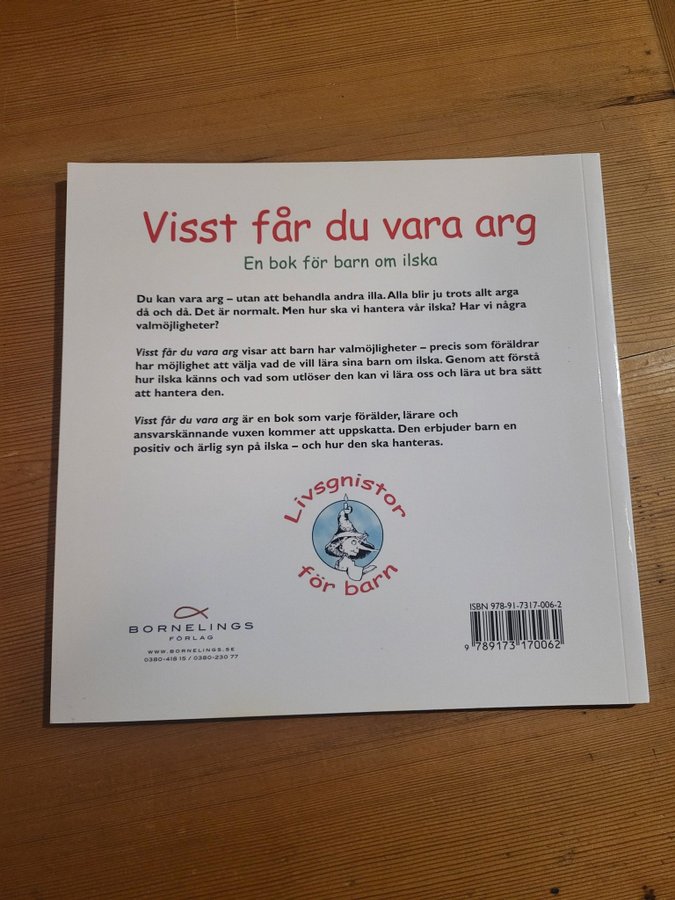 Visst får du vara arg
En bok för barn om ilska
Du kan vara arg – utan att behandla andra illa. Alla blir ju trots allt arga
då och då. Det är normalt. Men hur ska vi hantera vår ilska? Har vi några
valmöjligheter?
Visst får du vara arg visar att barn har valmöjligheter – precis som föräldrar
har möjlighet att välja vad de vill lära sina barn om ilska. Genom att förstå
hur ilska känns och vad som utlöser den kan vi lära oss och lära ut bra sätt
att hantera den.
Visst får du vara arg är en bok som varje förälder, lärare och
ansvarskännande vuxen kommer att uppskatta. Den erbjuder barn en
positiv och ärlig syn på ilska – och hur den ska hanteras.
Livsgnistor
för barn
BORNELINGS
FÖRLAG
WWW.BORNELINGS.SE
0380-418 15 / 0380-230 77
ISBN 978-91-7317-006-2
9 789173 170062